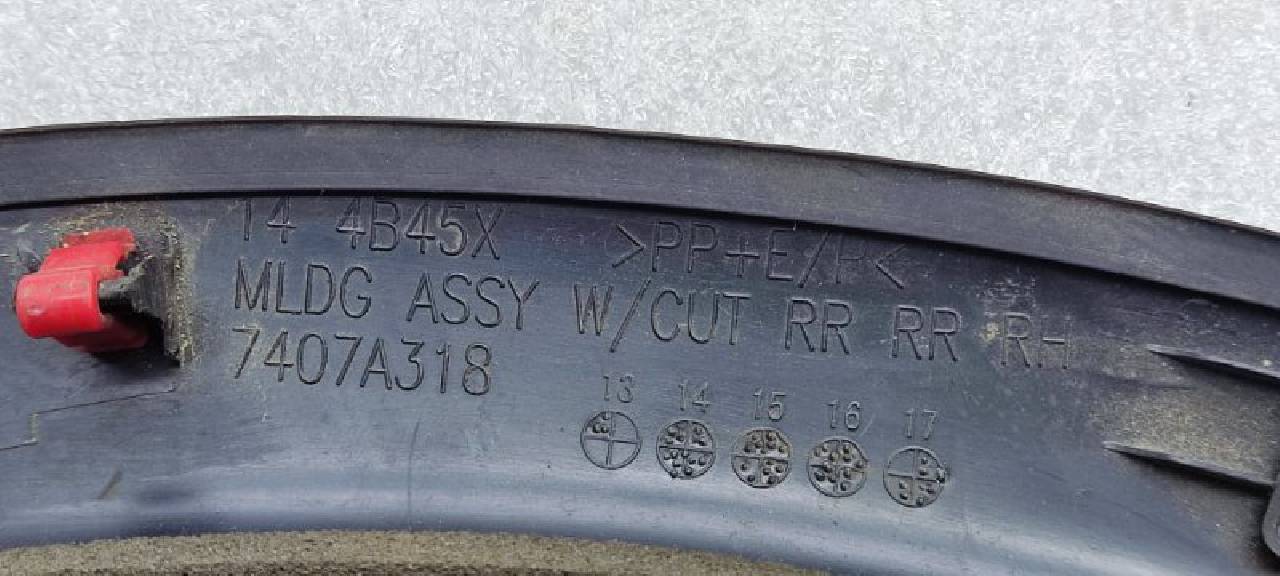 14 4B45X >PP+E/P<
MLDG ASSY W/CUT RR RR RH
7407A318
13 14 15 16 17